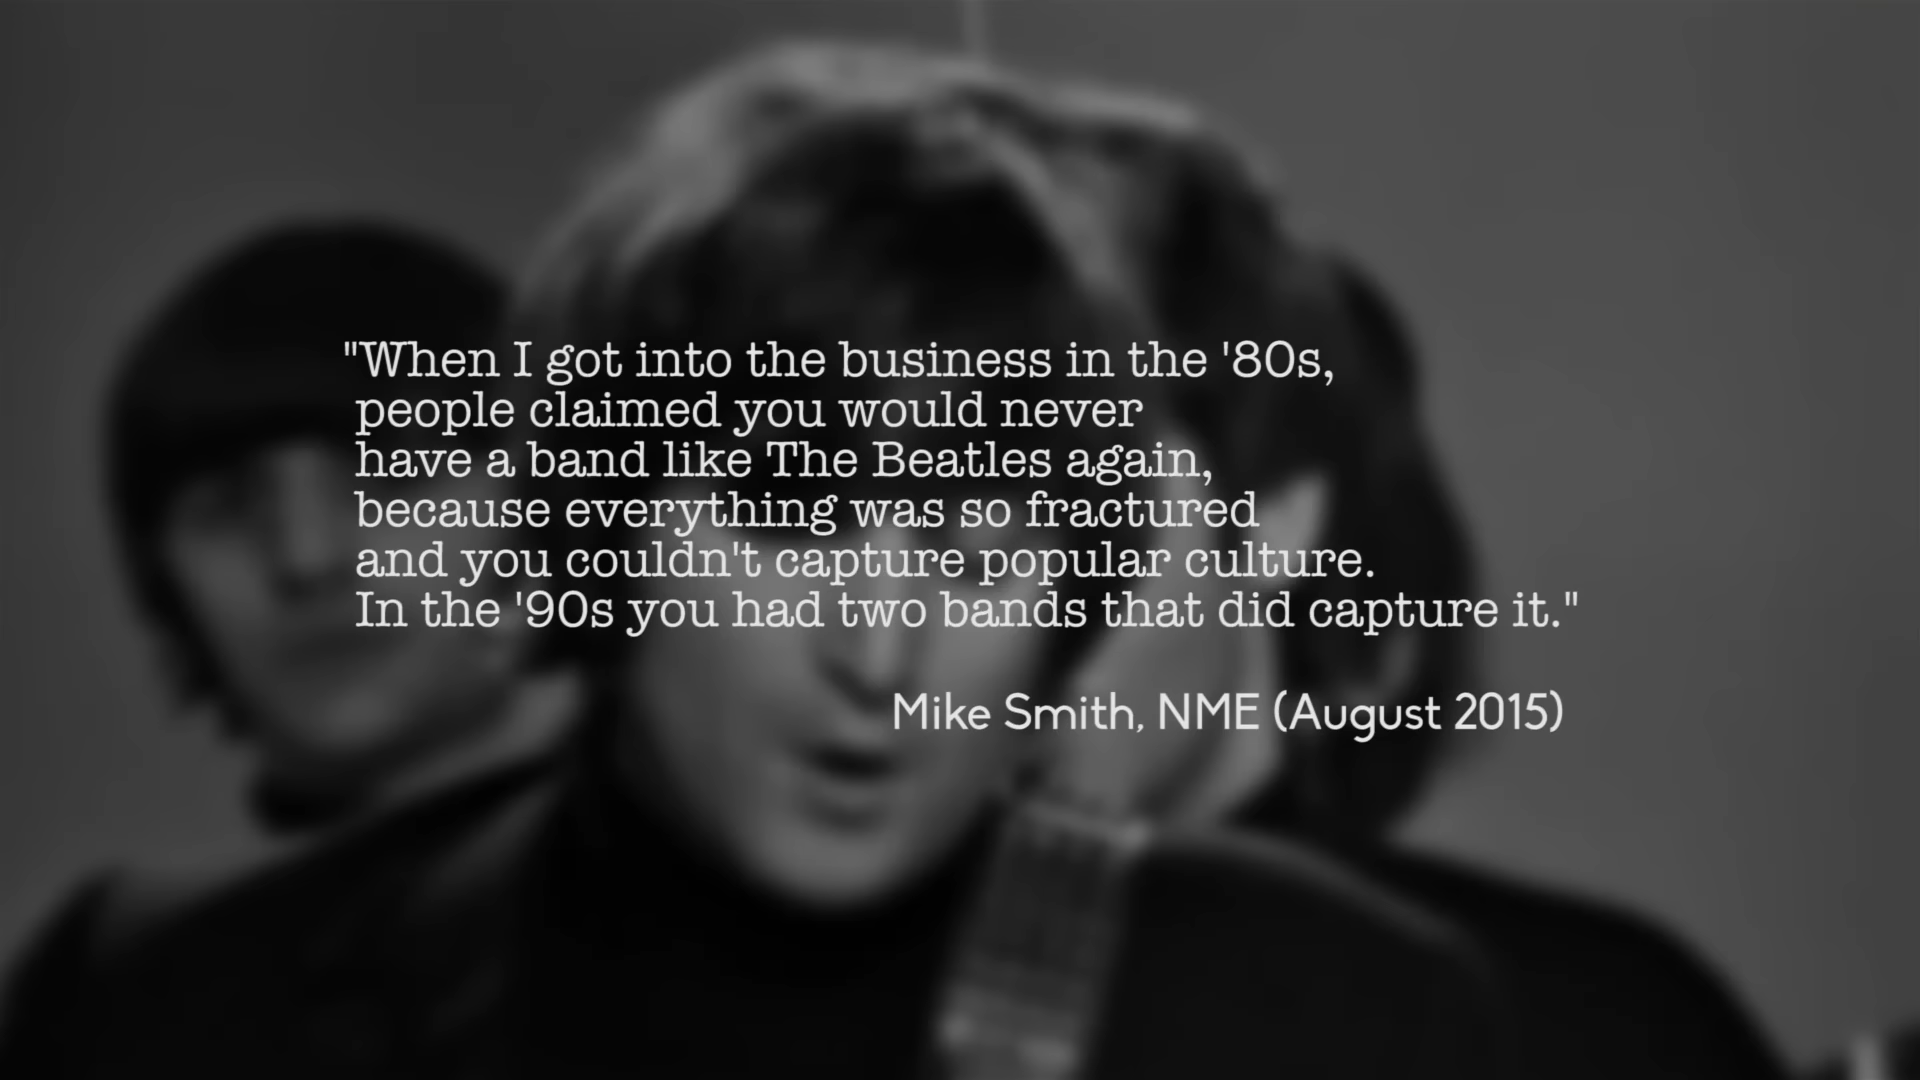 "When I got into the business in the '80s,
people claimed you would never
have a band like The Beatles again,
because everything was so fractured
and you couldn't capture popular culture.
In the '90s you had two bands that did capture it."
Mike Smith, NME (August 2015)